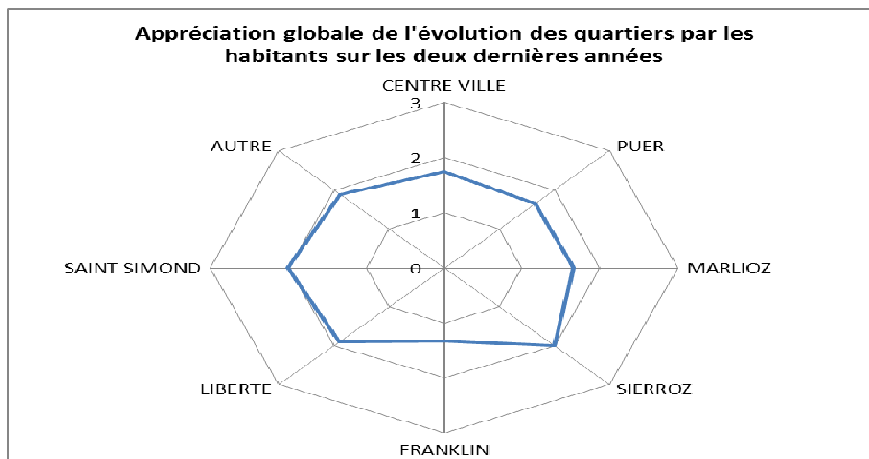 Appréciation globale de l'évolution des quartiers par les
habitants sur les deux dernières années
CENTRE VILLE
3
AUTRE
PUER
2
1
SAINT SIMOND
0
MARLIOZ
LIBERTE
SIERROZ
FRANKLIN